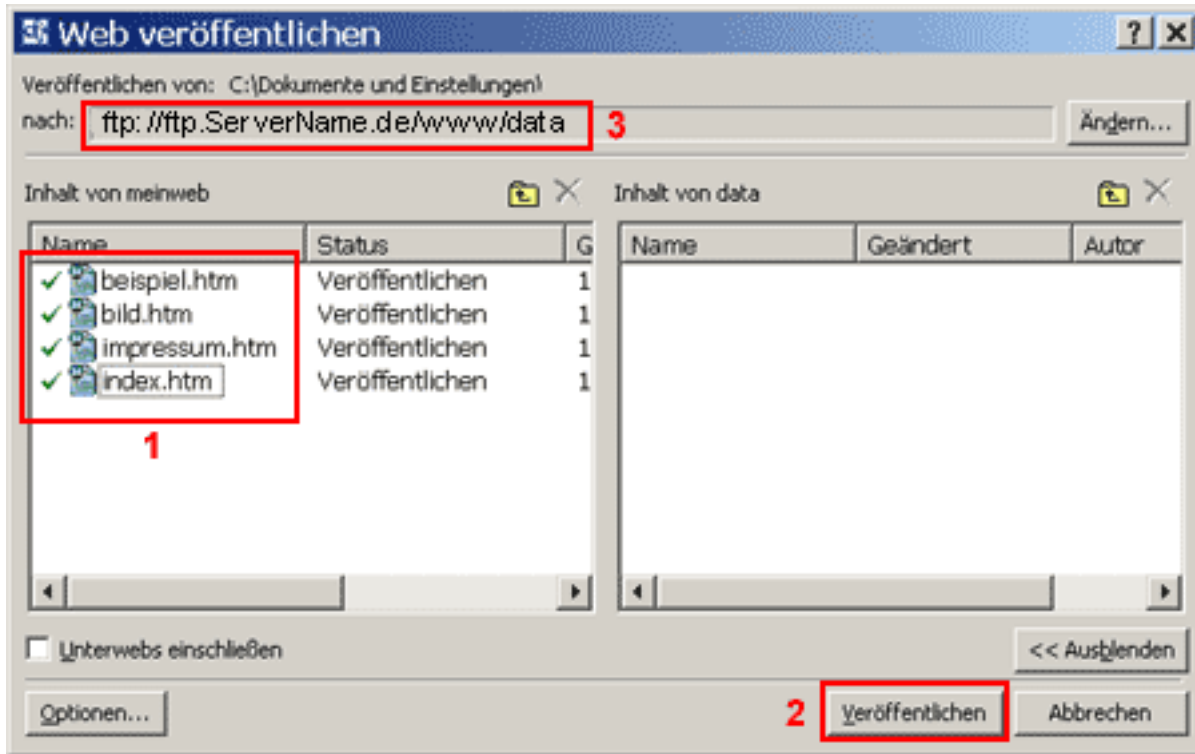 Web veröffentlichen
Veröffentlichen von: C:\Dokumente und Einstellungen\
nach: ftp://ftp.ServerName.de/www/data 3 Ändern...
Inhalt von meinweb
Inhalt von data
Name Status G
Name Geändert Autor
beispiel.htm Veröffentlichen 1
bild.htm Veröffentlichen 1
impressum.htm Veröffentlichen 1
index.htm Veröffentlichen 1
1
Unterwebs einschließen
<< Ausblenden
Optionen...
2 Veröffentlichen Abbrechen